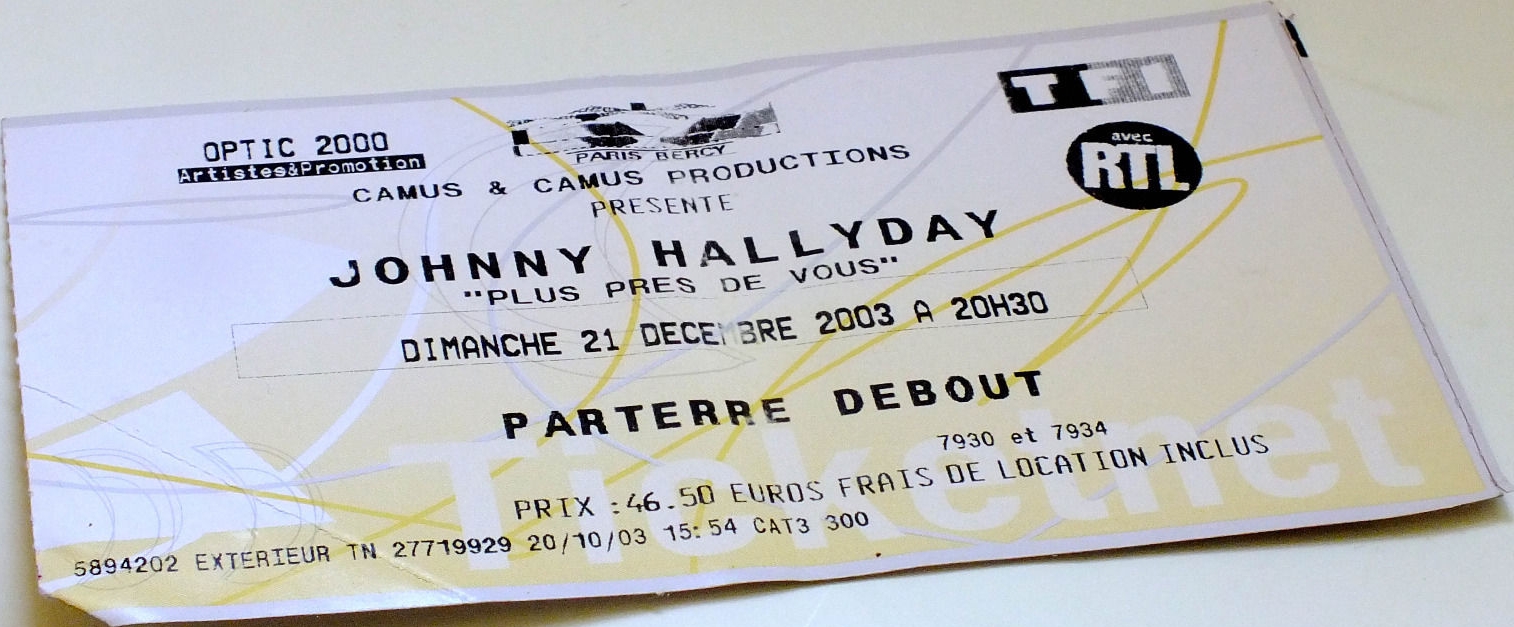 OPTIC 2000
Artistes&Promotion
PARIS BERCY
TF1
avec
RTL
CAMUS & CAMUS PRODUCTIONS
PRESENTE
JOHNNY HALLYDAY
"PLUS PRES DE VOUS"
DIMANCHE 21 DECEMBRE 2003 A 20H30
PARTERRE DEBOUT
7930 et 7934
PRIX :46.50 EUROS FRAIS DE LOCATION INCLUS
5894202 EXTERIEUR TN 27719929 20/10/03 15:54 CAT3 300
Ticketnet